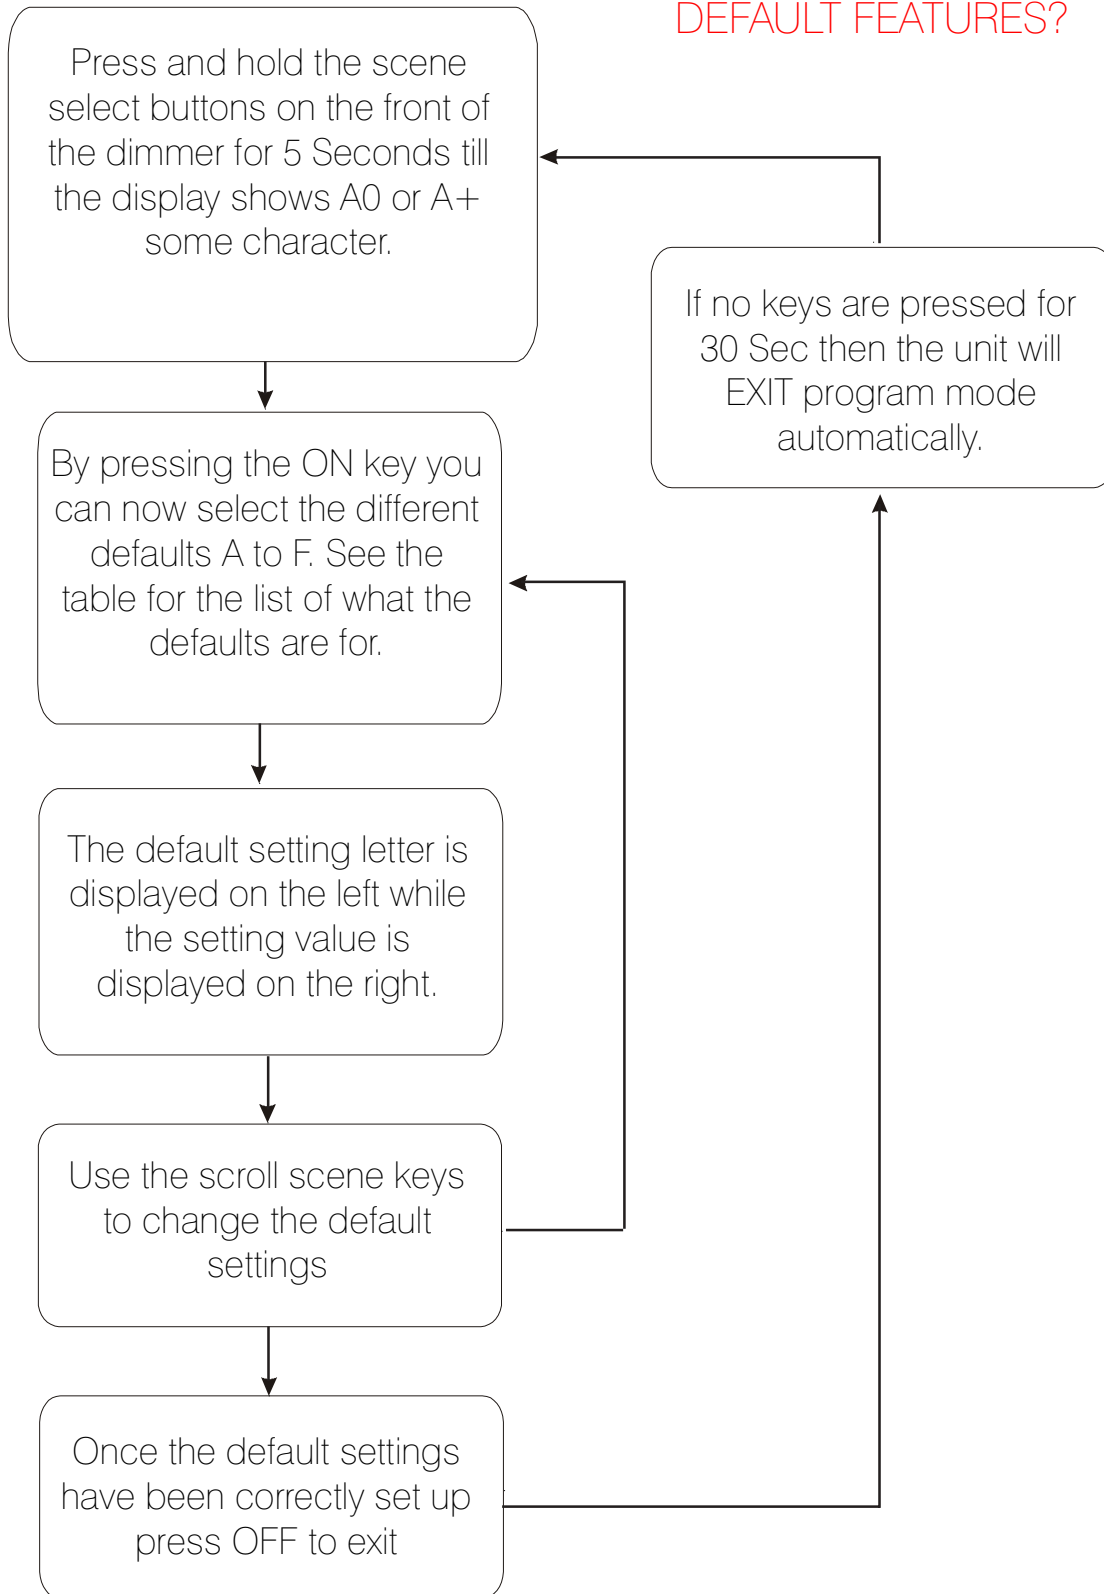 DEFAULT FEATURES?
Press and hold the scene
select buttons on the front of
the dimmer for 5 Seconds till
the display shows A0 or A+
some character.
If no keys are pressed for
30 Sec then the unit will
EXIT program mode
automatically.
By pressing the ON key you
can now select the different
defaults A to F. See the
table for the list of what the
defaults are for.
The default setting letter is
displayed on the left while
the setting value is
displayed on the right.
Use the scroll scene keys
to change the default
settings
Once the default settings
have been correctly set up
press OFF to exit